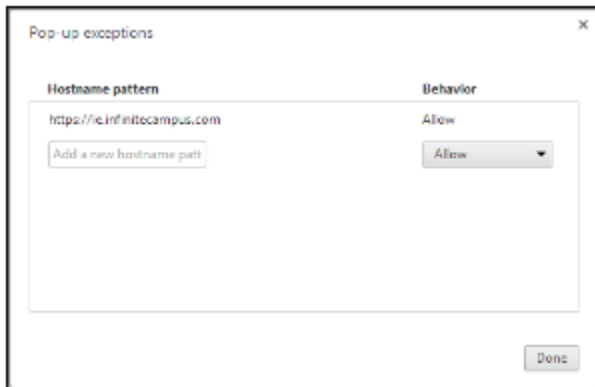 Pop-up exceptions ×
Hostname pattern Behavior
https://ie.infinitecampus.com Allow
Add a new hostname patt Allow
Done